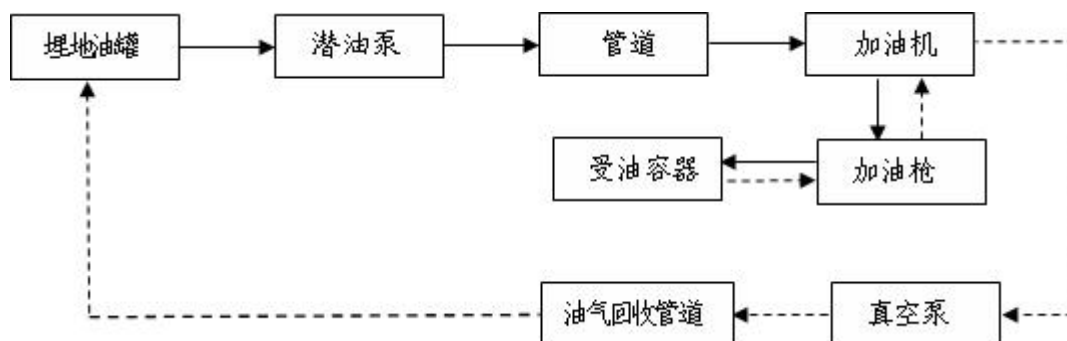 埋地油罐
潜油泵
管道
加油机
受油容器
加油枪
油气回收管道
真空泵